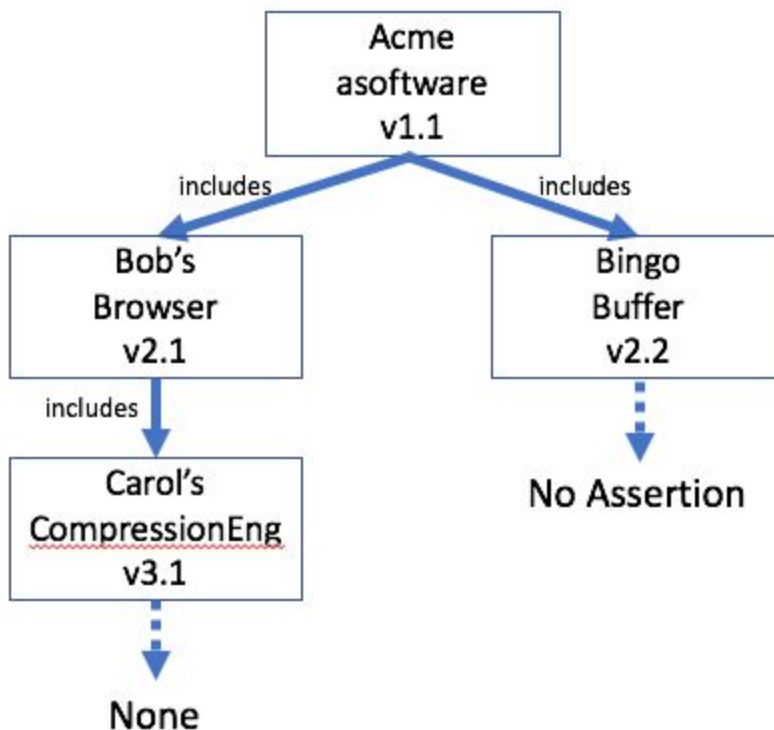 Acme
asoftware
v1.1
includes
includes
Bob's
Browser
v2.1
Bingo
Buffer
v2.2
includes
Carol's
CompressionEng
v3.1
No Assertion
None